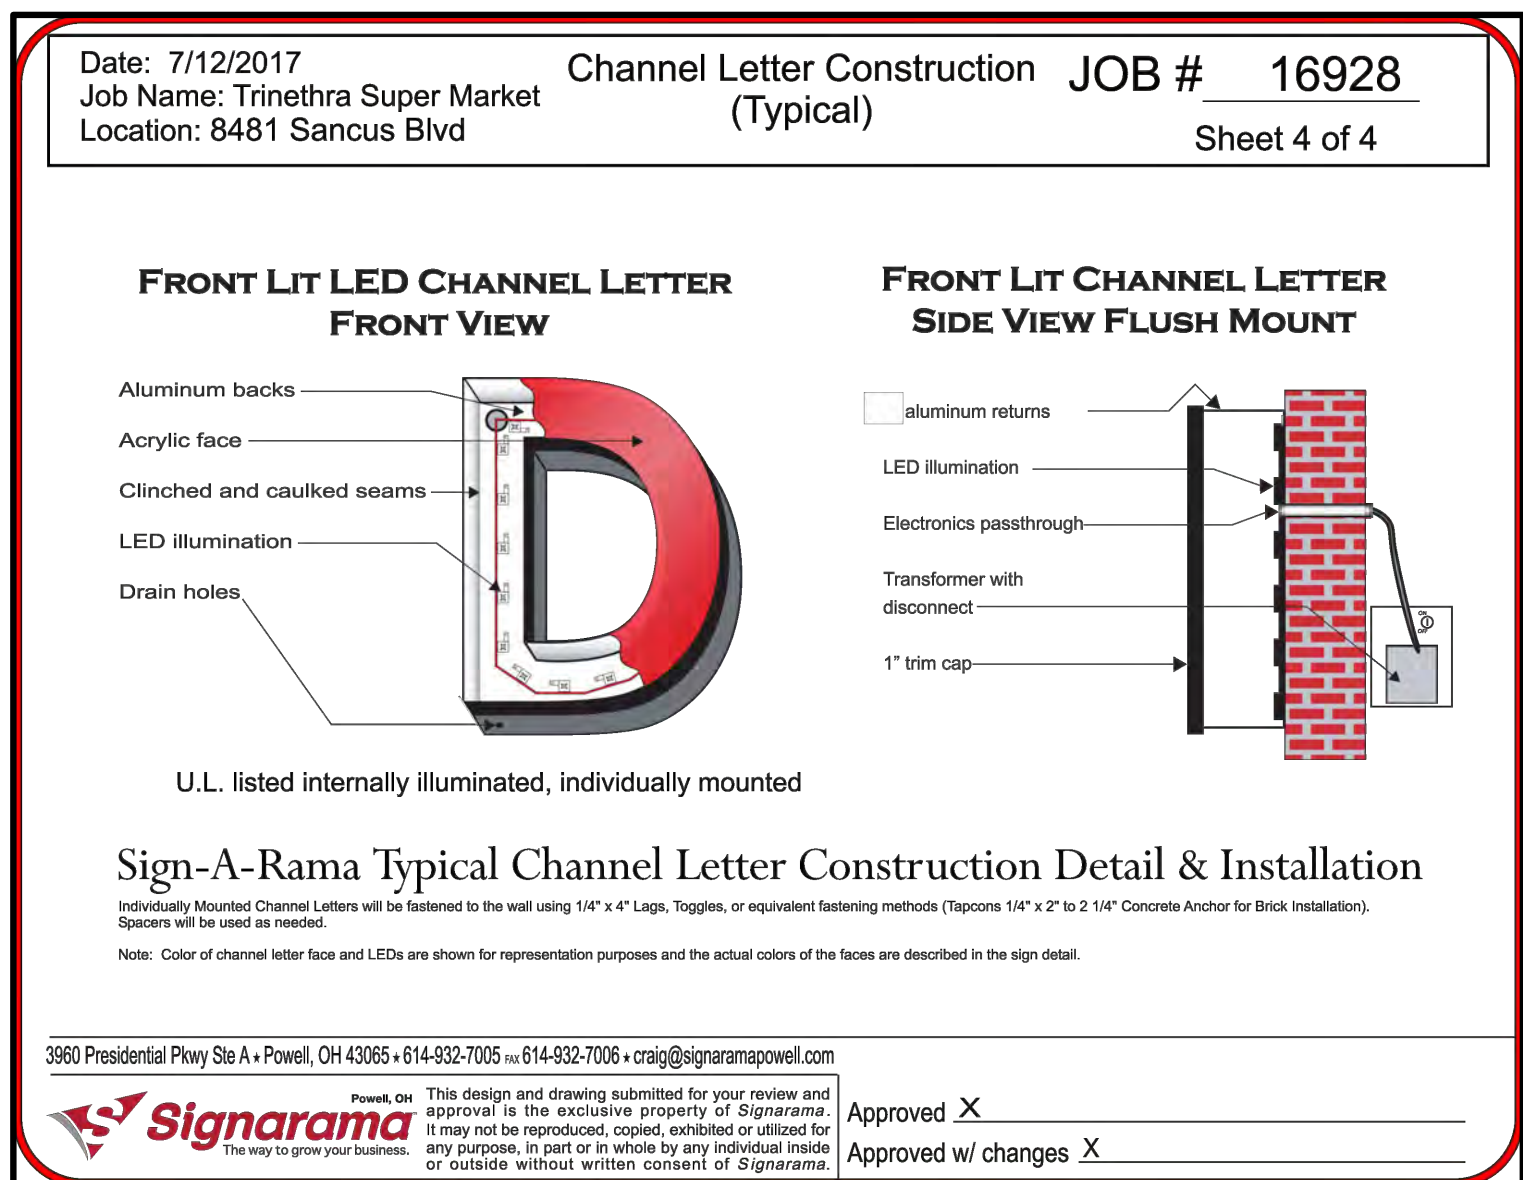 Date: 7/12/2017
Job Name: Trinethra Super Market
Location: 8481 Sancus Blvd
Channel Letter Construction
(Typical)
JOB # 16928
Sheet 4 of 4
FRONT LIT LED CHANNEL LETTER
FRONT VIEW
Aluminum backs
Acrylic face
Clinched and caulked seams
LED illumination
Drain holes
FRONT LIT CHANNEL LETTER
SIDE VIEW FLUSH MOUNT
aluminum returns
LED illumination
Electronics passthrough
Transformer with
disconnect
1" trim cap
ON
OFF
U.L. listed internally illuminated, individually mounted
Sign-A-Rama Typical Channel Letter Construction Detail & Installation
Individually Mounted Channel Letters will be fastened to the wall using 1/4" x 4" Lags, Toggles, or equivalent fastening methods (Tapcons 1/4" x 2" to 2 1/4" Concrete Anchor for Brick Installation).
Spacers will be used as needed.
Note: Color of channel letter face and LEDs are shown for representation purposes and the actual colors of the faces are described in the sign detail.
3960 Presidential Pkwy Ste A ★ Powell, OH 43065 ★ 614-932-7005 FAX 614-932-7006 ★ craig@signaramapowell.com
Powell, OH
Signarama
The way to grow your business.
This design and drawing submitted for your review and
approval is the exclusive property of Signarama.
It may not be reproduced, copied, exhibited or utilized for
any purpose, in part or in whole by any individual inside
or outside without written consent of Signarama.
Approved X
Approved w/ changes X